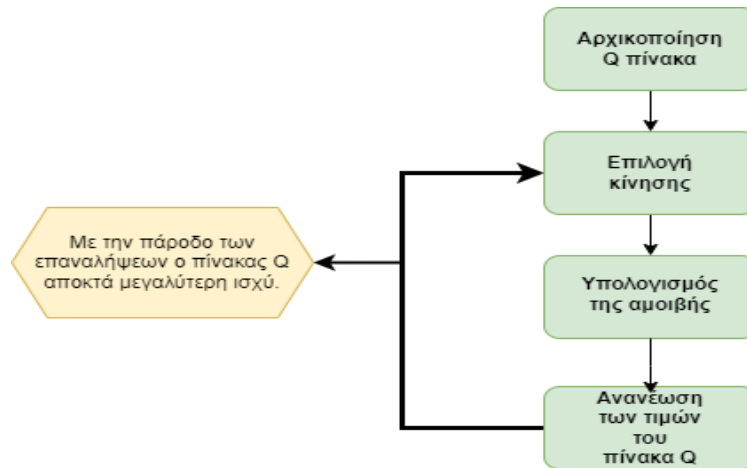 Αρχικοποίηση
Q πίνακα
Επιλογή
κίνησης
Με την πάροδο των
επαναλήψεων ο πίνακας Q
αποκτά μεγαλύτερη ισχύ.
Υπολογισμός
της αμοιβής
Ανανέωση
των τιμών
του
πίνακα Q